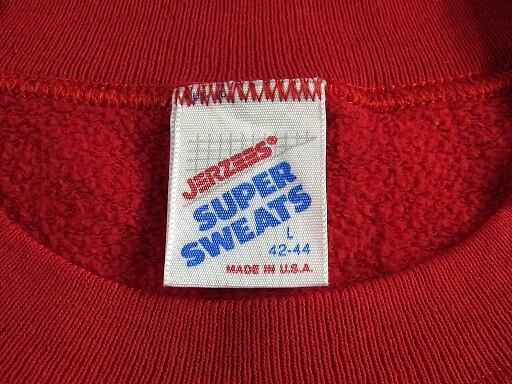 JERZEES®
SUPER
SWEATS
L
42-44
MADE IN U.S.A.